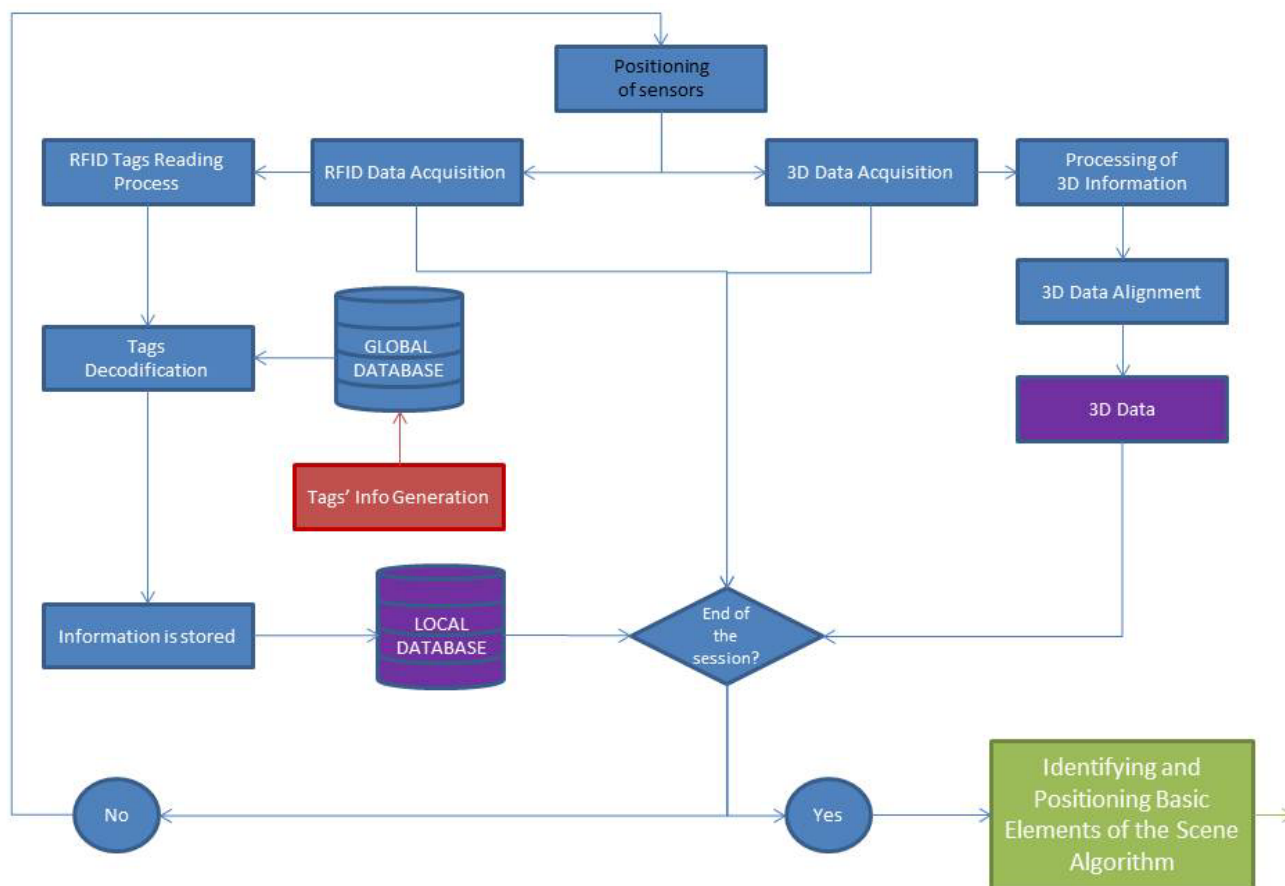 Positioning
of sensors
RFID Tags Reading
Process
RFID Data Acquisition
3D Data Acquisition
Processing of
3D Information
3D Data Alignment
Tags
Decodification
GLOBAL
DATABASE
3D Data
Tags' Info Generation
Information is stored
LOCAL
DATABASE
End of
the
session?
No
Yes
Identifying and
Positioning Basic
Elements of the Scene
Algorithm